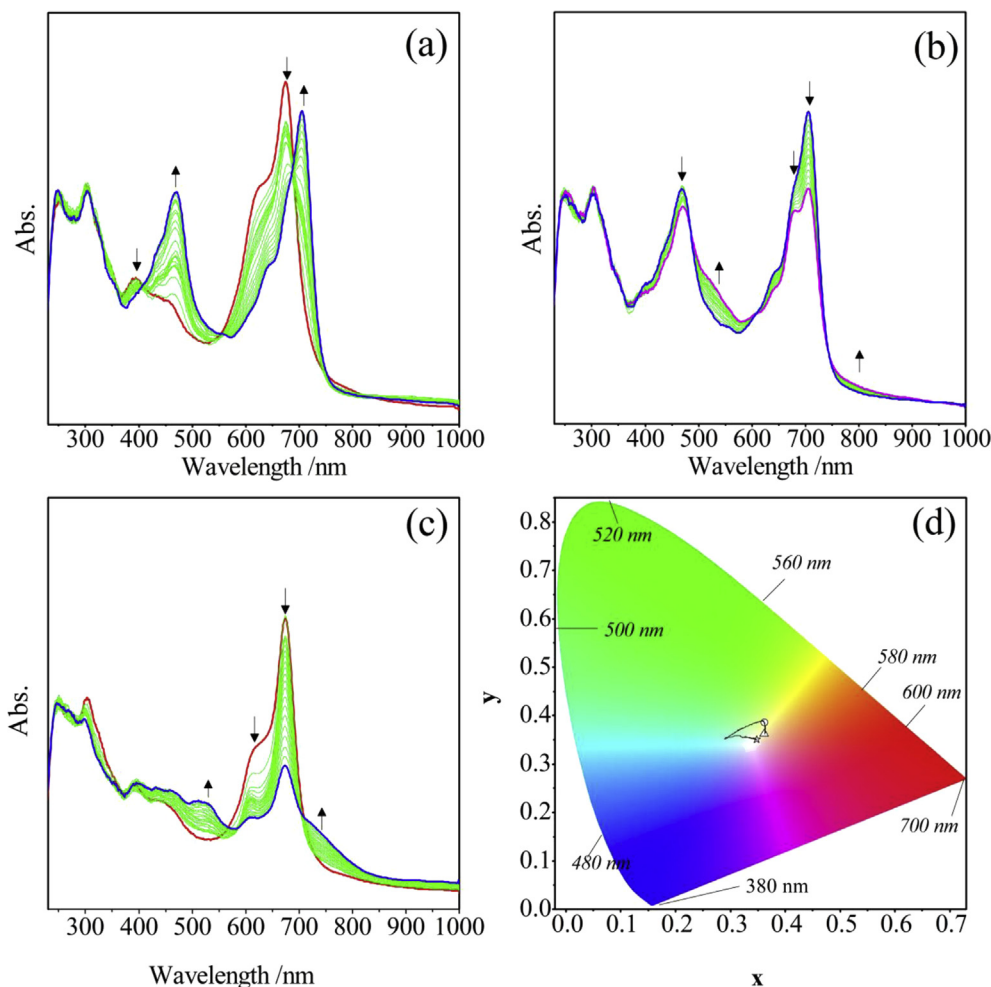 (a)
Abs.
300 400 500 600 700 800 900 1000
Wavelength /nm
(b)
Abs.
300 400 500 600 700 800 900 1000
Wavelength /nm
(c)
Abs.
300 400 500 600 700 800 900 1000
Wavelength /nm
(d)
y
0.8
0.7
0.6
0.5
0.4
0.3
0.2
0.1
0.0
520 nm
560 nm
500 nm
580 nm
600 nm
700 nm
480 nm
380 nm
0.0 0.1 0.2 0.3 0.4 0.5 0.6 0.7
x